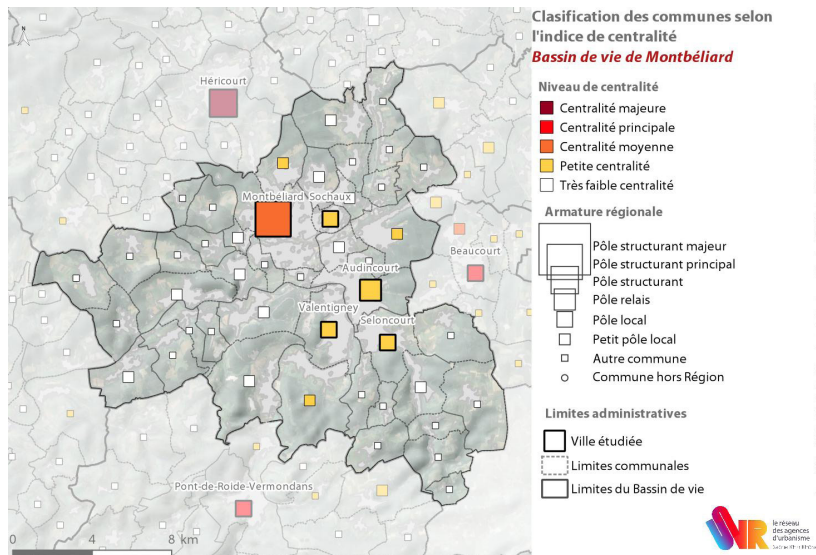 Clasification des communes selon
l'indice de centralité
Bassin de vie de Montbéliard
Niveau de centralité
Centralité majeure
Centralité principale
Centralité moyenne
Petite centralité
Très faible centralité
Armature régionale
Pôle structurant majeur
Pôle structurant principal
Pôle structurant
Pôle relais
Pôle local
Petit pôle local
Autre commune
Commune hors Région
Limites administratives
Ville étudiée
Limites communales
Limites du Bassin de vie
N
Héricourt
Montbéliard Sochaux
Beaucourt
Audincourt
Valentigney
Seloncourt
Pont-de-Roide-Vermondans
0 4 8 km
le réseau
des agences
d'urbanisme